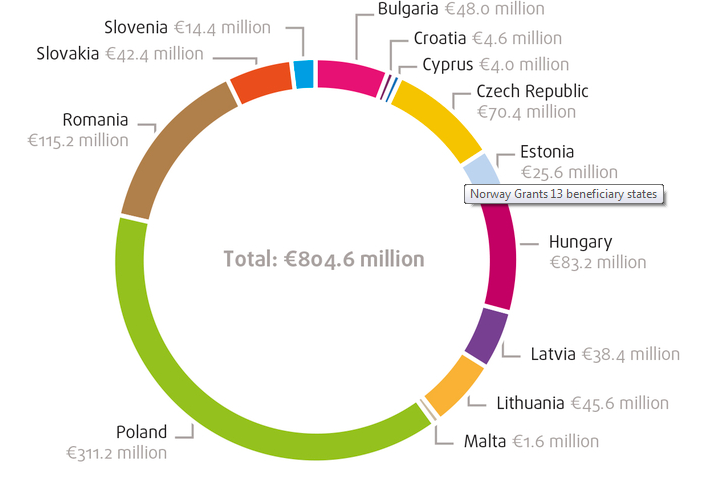 Bulgaria €48.0 million
Croatia €4.6 million
Cyprus €4.0 million
Czech Republic
€70.4 million
Estonia
€25.6 million
Norway Grants 13 beneficiary states
Hungary
€83.2 million
Latvia €38.4 million
Lithuania €45.6 million
Malta €1.6 million
Poland
€311.2 million
Romania
€115.2 million
Slovakia €42.4 million
Slovenia €14.4 million
Total: €804.6 million